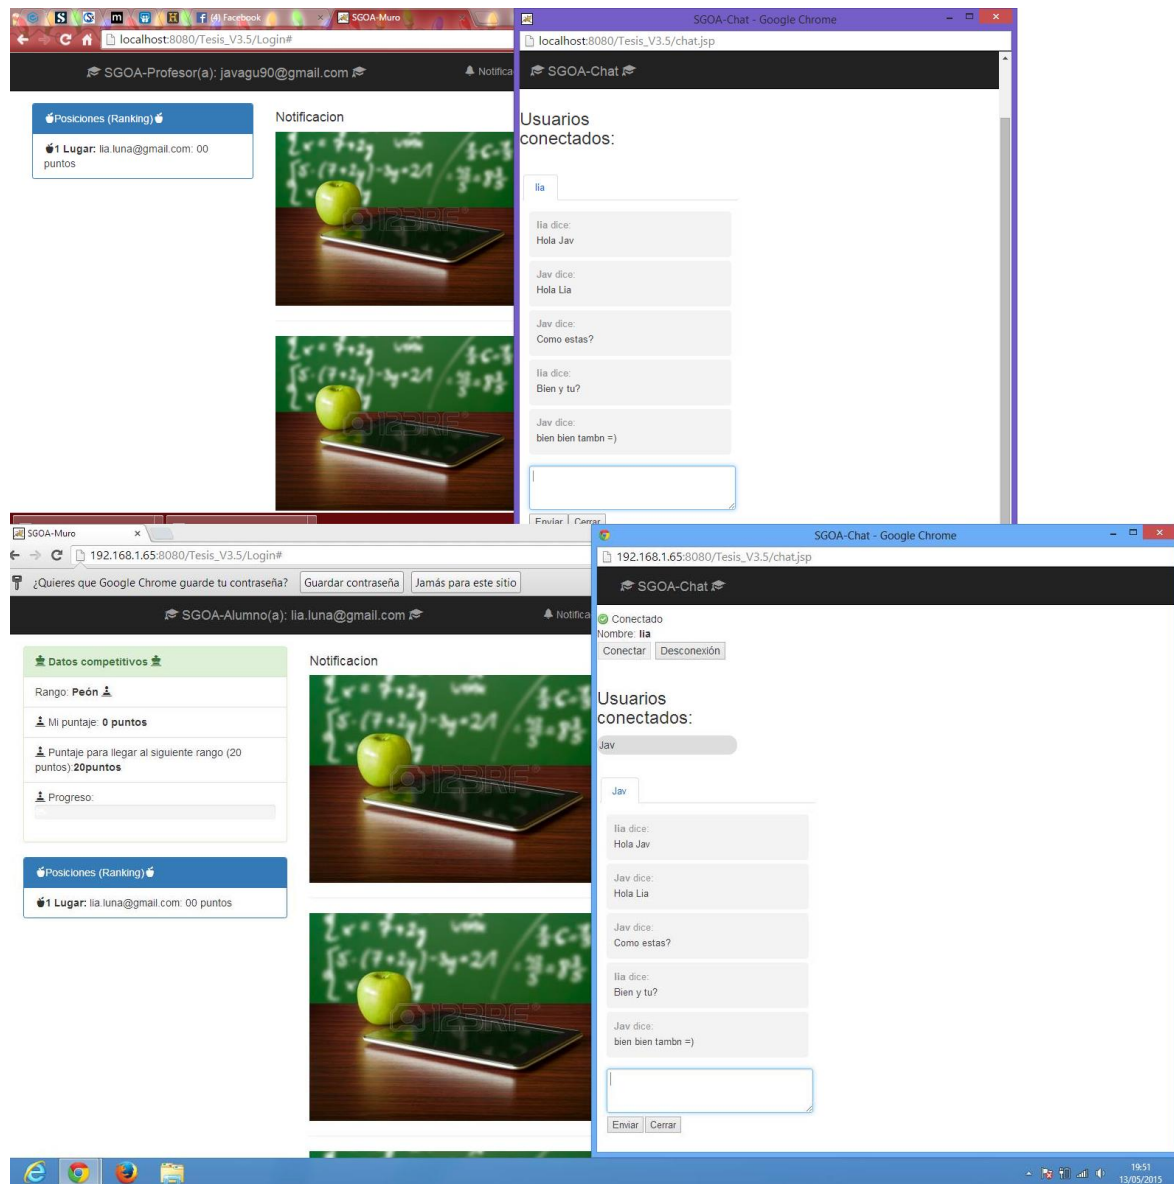 (4) Facebook
SGOA-Muro
localhost:8080/Tesis_V3.5/Login#
SGOA-Profesor(a): javagu90@gmail.com
Notifica
Posiciones (Ranking)
1 Lugar: lia.luna@gmail.com: 00
puntos
Notificacion
123RF
SGOA-Chat - Google Chrome
localhost:8080/Tesis_V3.5/chat.jsp
SGOA-Chat
Usuarios
conectados:
lia
lia dice:
Hola Jav
Jav dice:
Hola Lia
Jav dice:
Como estas?
lia dice:
Bien y tu?
Jav dice:
bien bien tambn =)
Enviar Cerrar
SGOA-Muro
192.168.1.65:8080/Tesis_V3.5/Login#
¿Quieres que Google Chrome guarde tu contraseña? Guardar contraseña Jamás para este sitio
SGOA-Alumno(a): lia.luna@gmail.com
Notifica
Datos competitivos
Rango: Peón
Mi puntaje: 0 puntos
Puntaje para llegar al siguiente rango (20
puntos):20puntos
Progreso:
Posiciones (Ranking)
1 Lugar: lia.luna@gmail.com: 00 puntos
Notificacion
123RF
SGOA-Chat - Google Chrome
192.168.1.65:8080/Tesis_V3.5/chat.jsp
SGOA-Chat
Conectado
Nombre: lia
Conectar Desconexión
Usuarios
conectados:
Jav
Jav
lia dice:
Hola Jav
Jav dice:
Hola Lia
Jav dice:
Como estas?
lia dice:
Bien y tu?
Jav dice:
bien bien tambn =)
Enviar Cerrar
19:51
13/05/2015